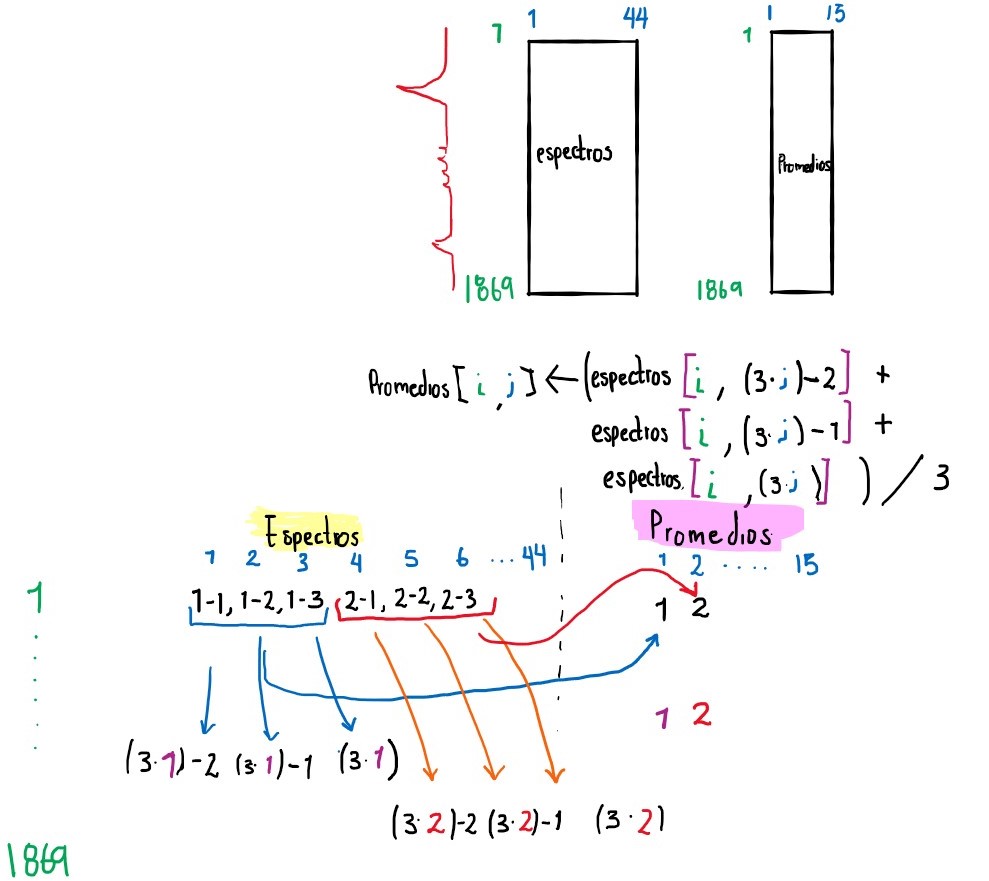 1 44 1 15
1 1
espectros Promedios
1869 1869
Promedios [i, j] ← (espectros [i, (3·j)-2] +
espectros [i, (3·j)-1] +
espectros [i, (3·j)] ) / 3
Espectros Promedios
1 2 3 4 5 6 ...44 1 2 .... 15
1 1-1, 1-2, 1-3 2-1, 2-2, 2-3 1 2
1 2
(3·1)-2 (3·1)-1 (3·1)
(3·2)-2 (3·2)-1 (3·2)
1869